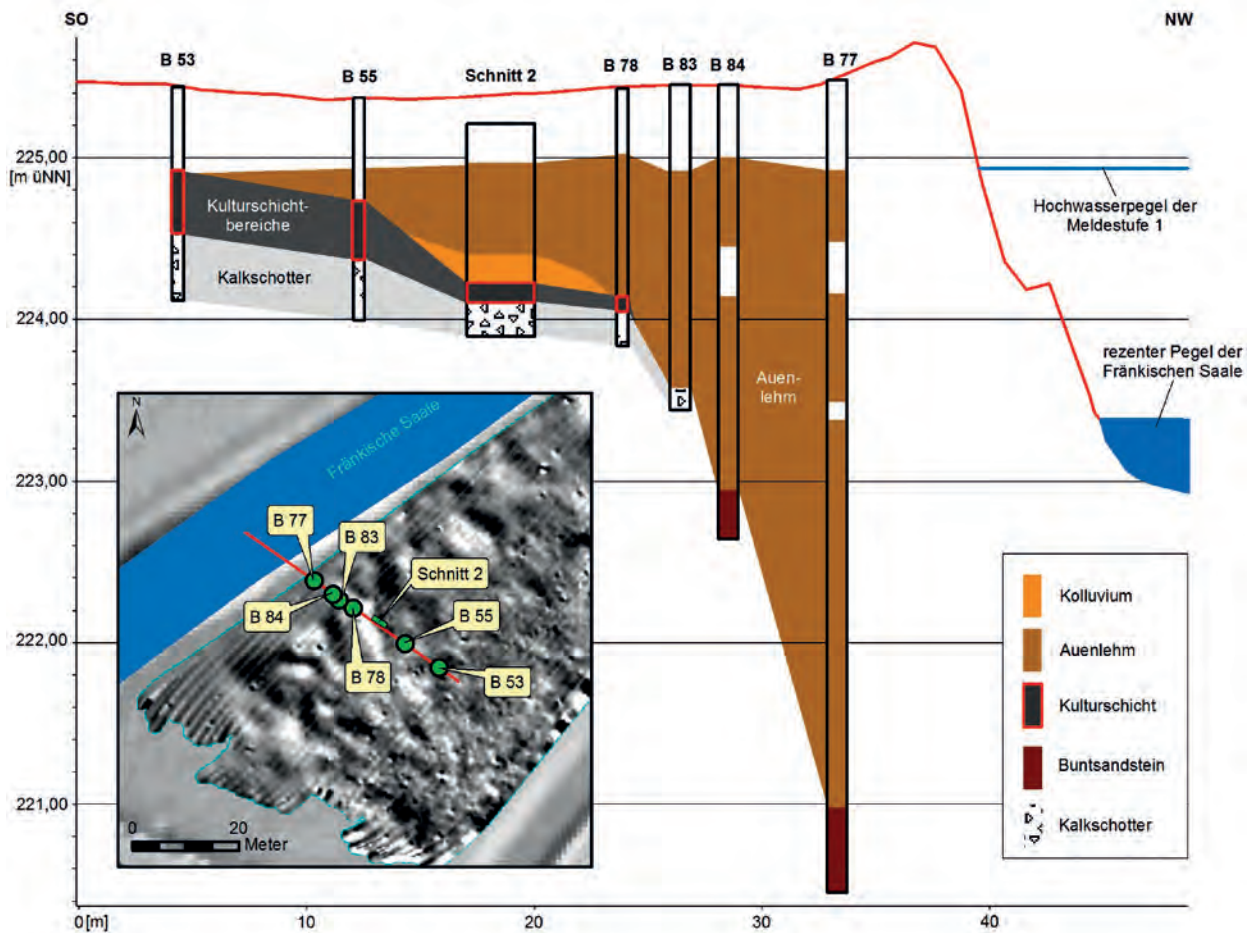 SO
NW
B 53
B 55
Schnitt 2
B 78
B 83
B 84
B 77
225,00
[m üNN]
224,00
223,00
222,00
221,00
Kulturschicht-
bereiche
Kalkschotter
Auen-
lehm
Hochwasserpegel der
Meldestufe 1
rezenter Pegel der
Fränkischen Saale
N
Fränkische Saale
B 77
B 83
Schnitt 2
B 84
B 55
B 78
B 53
0
20
Meter
Kolluvium
Auenlehm
Kulturschicht
Buntsandstein
Kalkschotter
0[m]
10
20
30
40